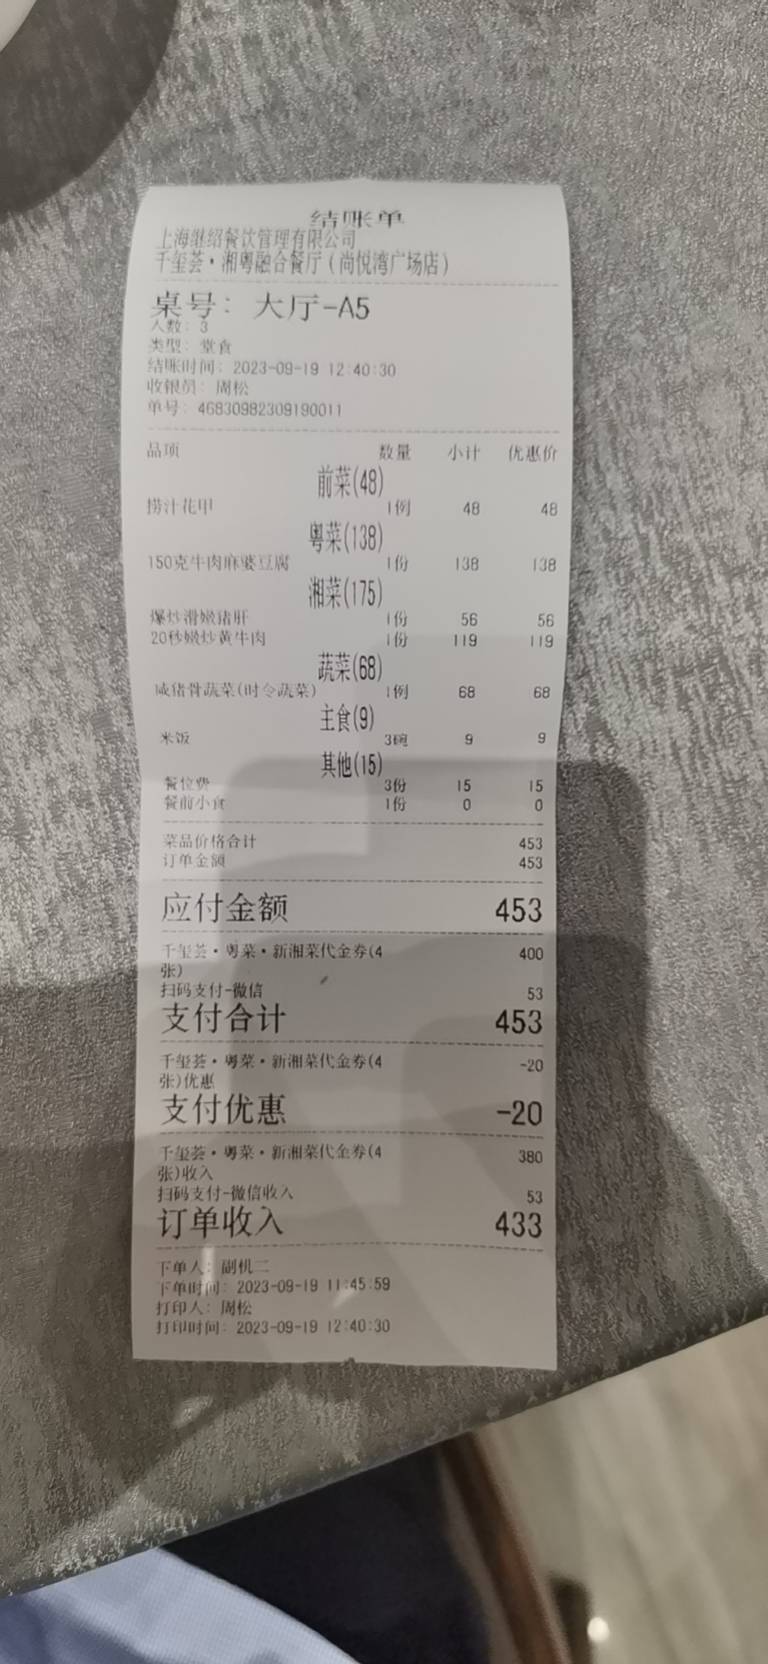 结账单
上海继绍餐饮管理有限公司
千玺荟·湘粤融合餐厅(尚悦湾广场店)
桌号: 大厅-A5
人数: 3
类型: 堂食
结账时间: 2023-09-19 12:40:30
收银员: 周松
单号: 46830982309190011
品项 数量 小计 优惠价
前菜(48)
捞汁花甲 1例 48 48
粤菜(138)
150克牛肉麻婆豆腐 1份 138 138
湘菜(175)
爆炒滑嫩猪肝 1份 56 56
20秒嫩炒黄牛肉 1份 119 119
蔬菜(68)
咸猪骨蔬菜(时令蔬菜) 1例 68 68
主食(9)
米饭 3碗 9 9
其他(15)
餐位费 3份 15 15
餐前小食 1份 0 0
菜品价格合计 453
订单金额 453
应付金额 453
千玺荟·粤菜·新湘菜代金券(4 400
张)
扫码支付-微信 53
支付合计 453
千玺荟·粤菜·新湘菜代金券(4 -20
张)优惠
支付优惠 -20
千玺荟·粤菜·新湘菜代金券(4 380
张)收入
扫码支付-微信收入 53
订单收入 433
下单人: 副机二
下单时间: 2023-09-19 11:45:59
打印人: 周松
打印时间: 2023-09-19 12:40:30